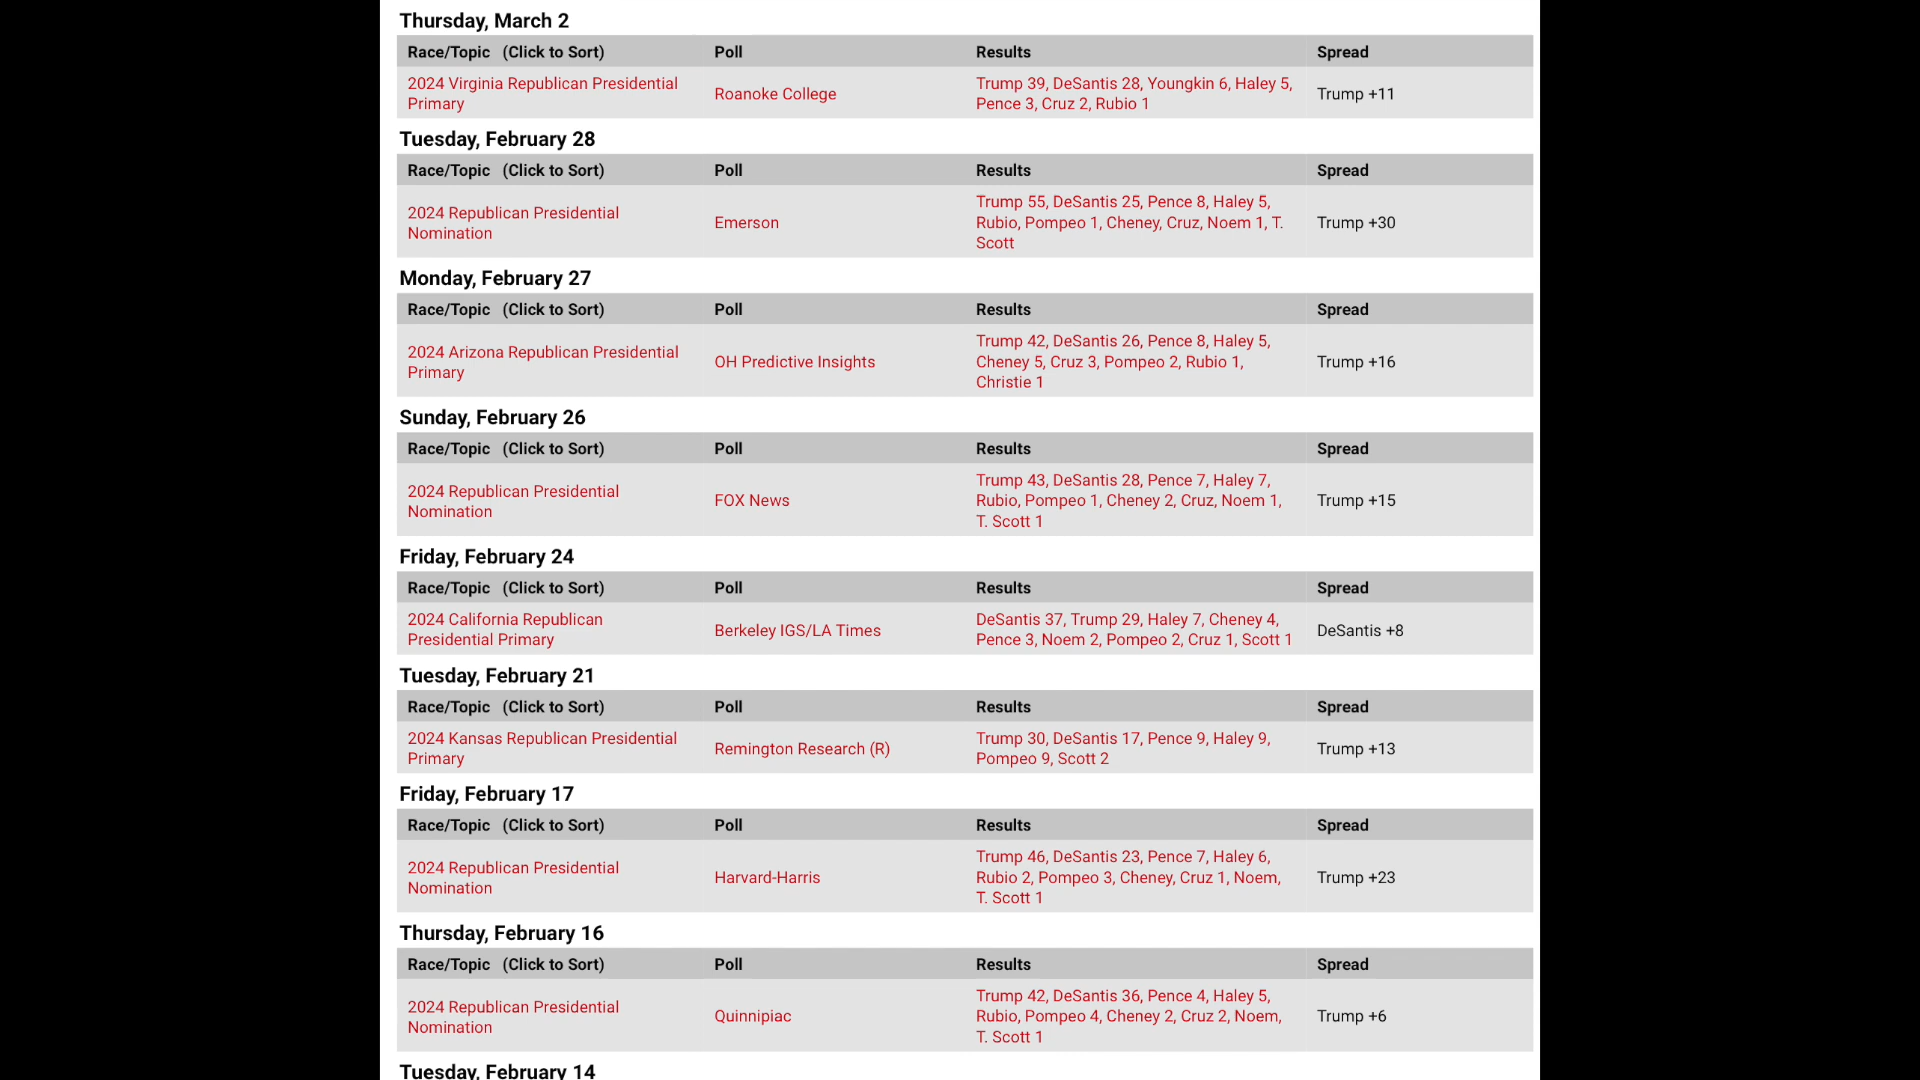 Thursday, March 2
Race/Topic (Click to Sort) Poll Results Spread
2024 Virginia Republican Presidential Primary Roanoke College Trump 39, DeSantis 28, Youngkin 6, Haley 5, Pence 3, Cruz 2, Rubio 1 Trump +11
Tuesday, February 28
Race/Topic (Click to Sort) Poll Results Spread
2024 Republican Presidential Nomination Emerson Trump 55, DeSantis 25, Pence 8, Haley 5, Rubio, Pompeo 1, Cheney, Cruz, Noem 1, T. Scott Trump +30
Monday, February 27
Race/Topic (Click to Sort) Poll Results Spread
2024 Arizona Republican Presidential Primary OH Predictive Insights Trump 42, DeSantis 26, Pence 8, Haley 5, Cheney 5, Cruz 3, Pompeo 2, Rubio 1, Christie 1 Trump +16
Sunday, February 26
Race/Topic (Click to Sort) Poll Results Spread
2024 Republican Presidential Nomination FOX News Trump 43, DeSantis 28, Pence 7, Haley 7, Rubio, Pompeo 1, Cheney 2, Cruz, Noem 1, T. Scott 1 Trump +15
Friday, February 24
Race/Topic (Click to Sort) Poll Results Spread
2024 California Republican Presidential Primary Berkeley IGS/LA Times DeSantis 37, Trump 29, Haley 7, Cheney 4, Pence 3, Noem 2, Pompeo 2, Cruz 1, Scott 1 DeSantis +8
Tuesday, February 21
Race/Topic (Click to Sort) Poll Results Spread
2024 Kansas Republican Presidential Primary Remington Research (R) Trump 30, DeSantis 17, Pence 9, Haley 9, Pompeo 9, Scott 2 Trump +13
Friday, February 17
Race/Topic (Click to Sort) Poll Results Spread
2024 Republican Presidential Nomination Harvard-Harris Trump 46, DeSantis 23, Pence 7, Haley 6, Rubio 2, Pompeo 3, Cheney, Cruz 1, Noem, T. Scott 1 Trump +23
Thursday, February 16
Race/Topic (Click to Sort) Poll Results Spread
2024 Republican Presidential Nomination Quinnipiac Trump 42, DeSantis 36, Pence 4, Haley 5, Rubio, Pompeo 4, Cheney 2, Cruz 2, Noem, T. Scott 1 Trump +6
Tuesday, February 14